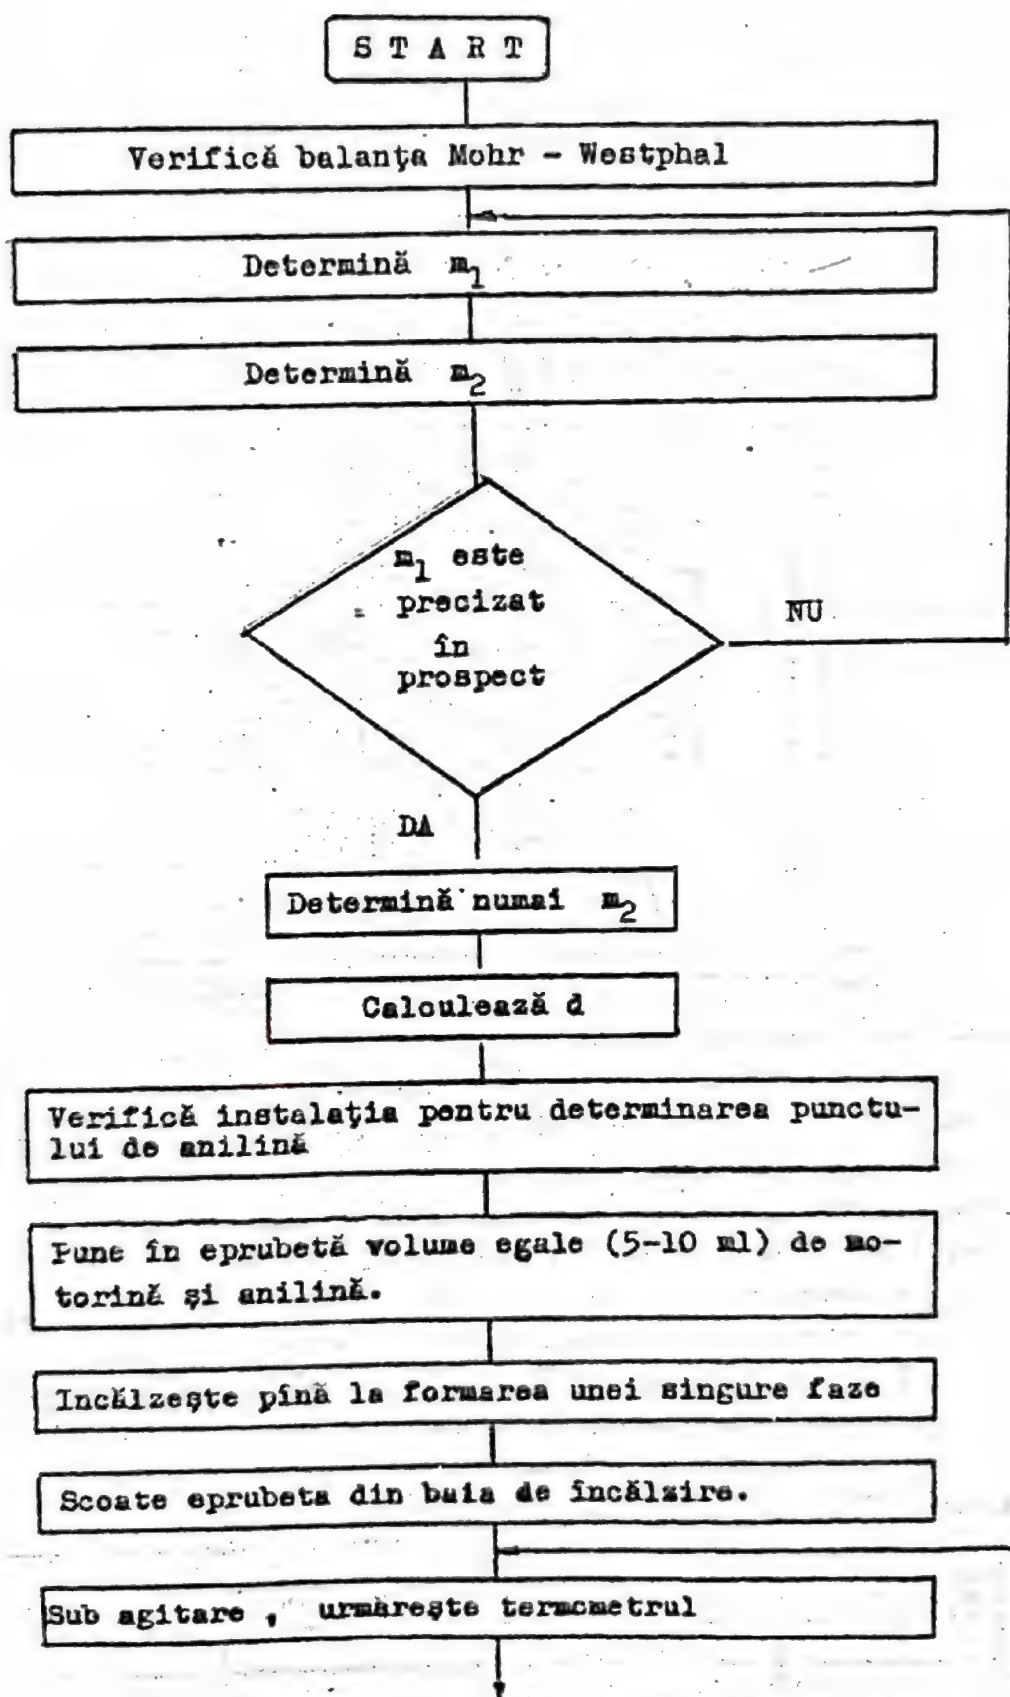 S T A R T
Verifică balanța Mohr - Westphal
Determină m1
Determină m2
m1 este
precizat
în
prospect
NU
DA
Determină numai m2
Calculează d
Verifică instalația pentru determinarea punctu-
lui de anilină
Pune în eprubetă volume egale (5-10 ml) de mo-
torină și anilină.
Incălzește pînă la formarea unei singure faze
Scoate eprubeta din baia de încălzire.
Sub agitare , urmărește termometrul